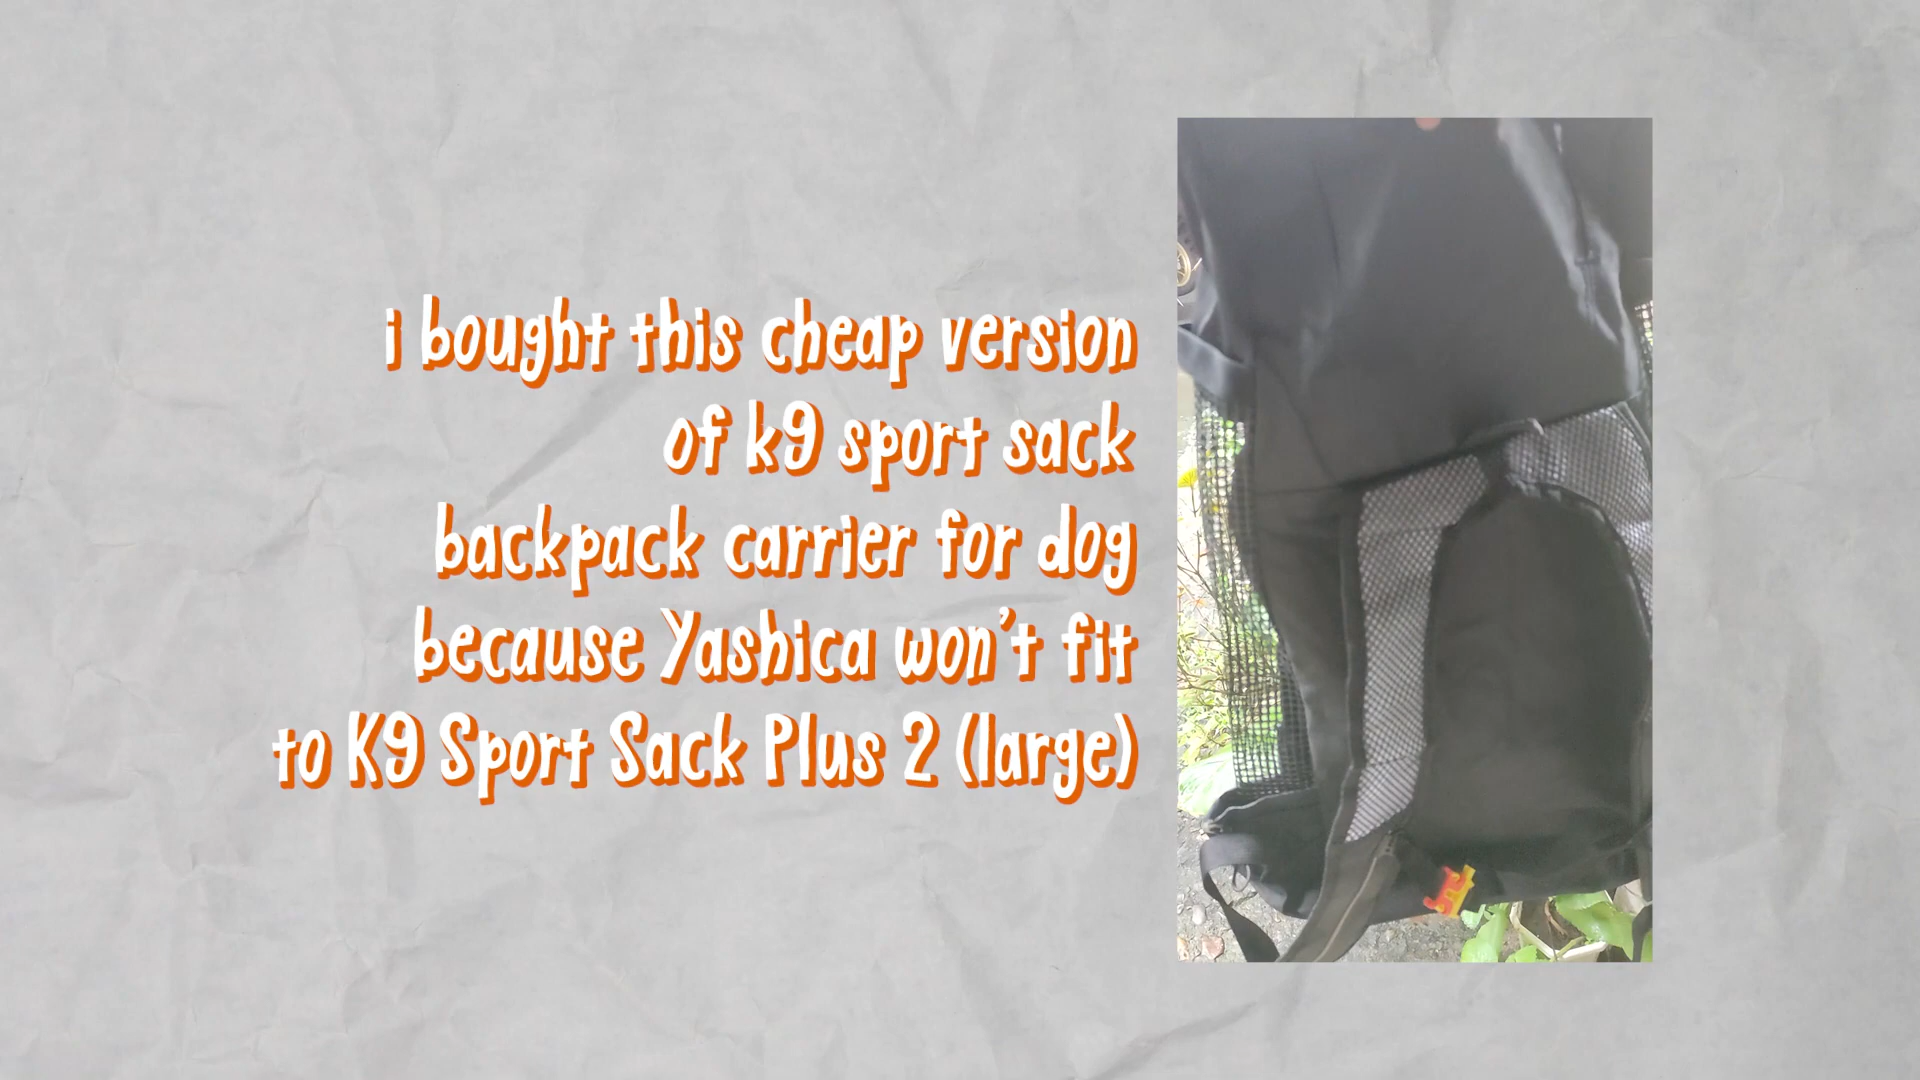 i bought this cheap version
of k9 sport sack
backpack carrier for dog
because Yashica won't fit
to K9 Sport Sack Plus 2 (large)